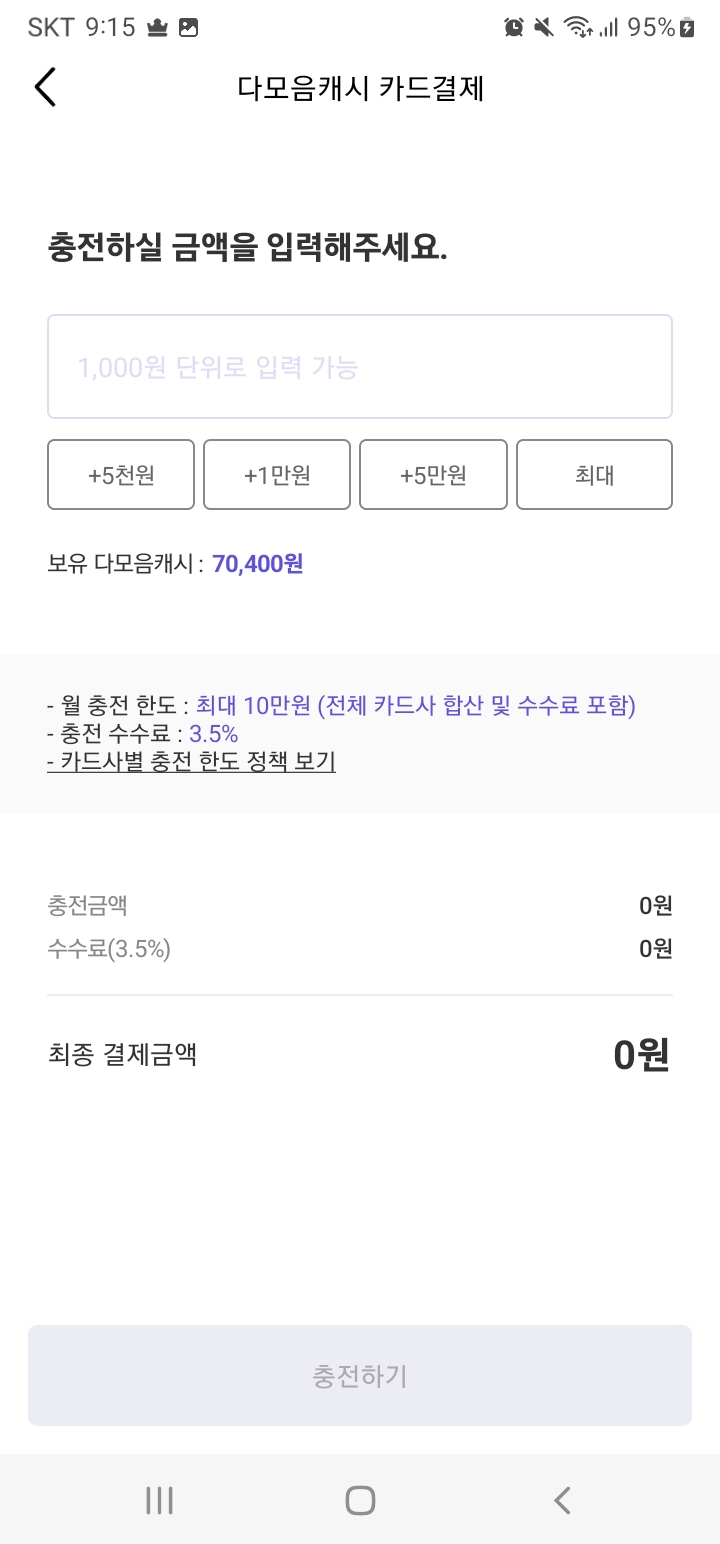 SKT 9:15 95%
다모음캐시 카드결제
충전하실 금액을 입력해주세요.
1,000원 단위로 입력 가능
+5천원 +1만원 +5만원 최대
보유 다모음캐시 : 70,400원
- 월 충전 한도 : 최대 10만원 (전체 카드사 합산 및 수수료 포함)
- 충전 수수료 : 3.5%
- 카드사별 충전 한도 정책 보기
충전금액 0원
수수료(3.5%) 0원
최종 결제금액 0원
충전하기